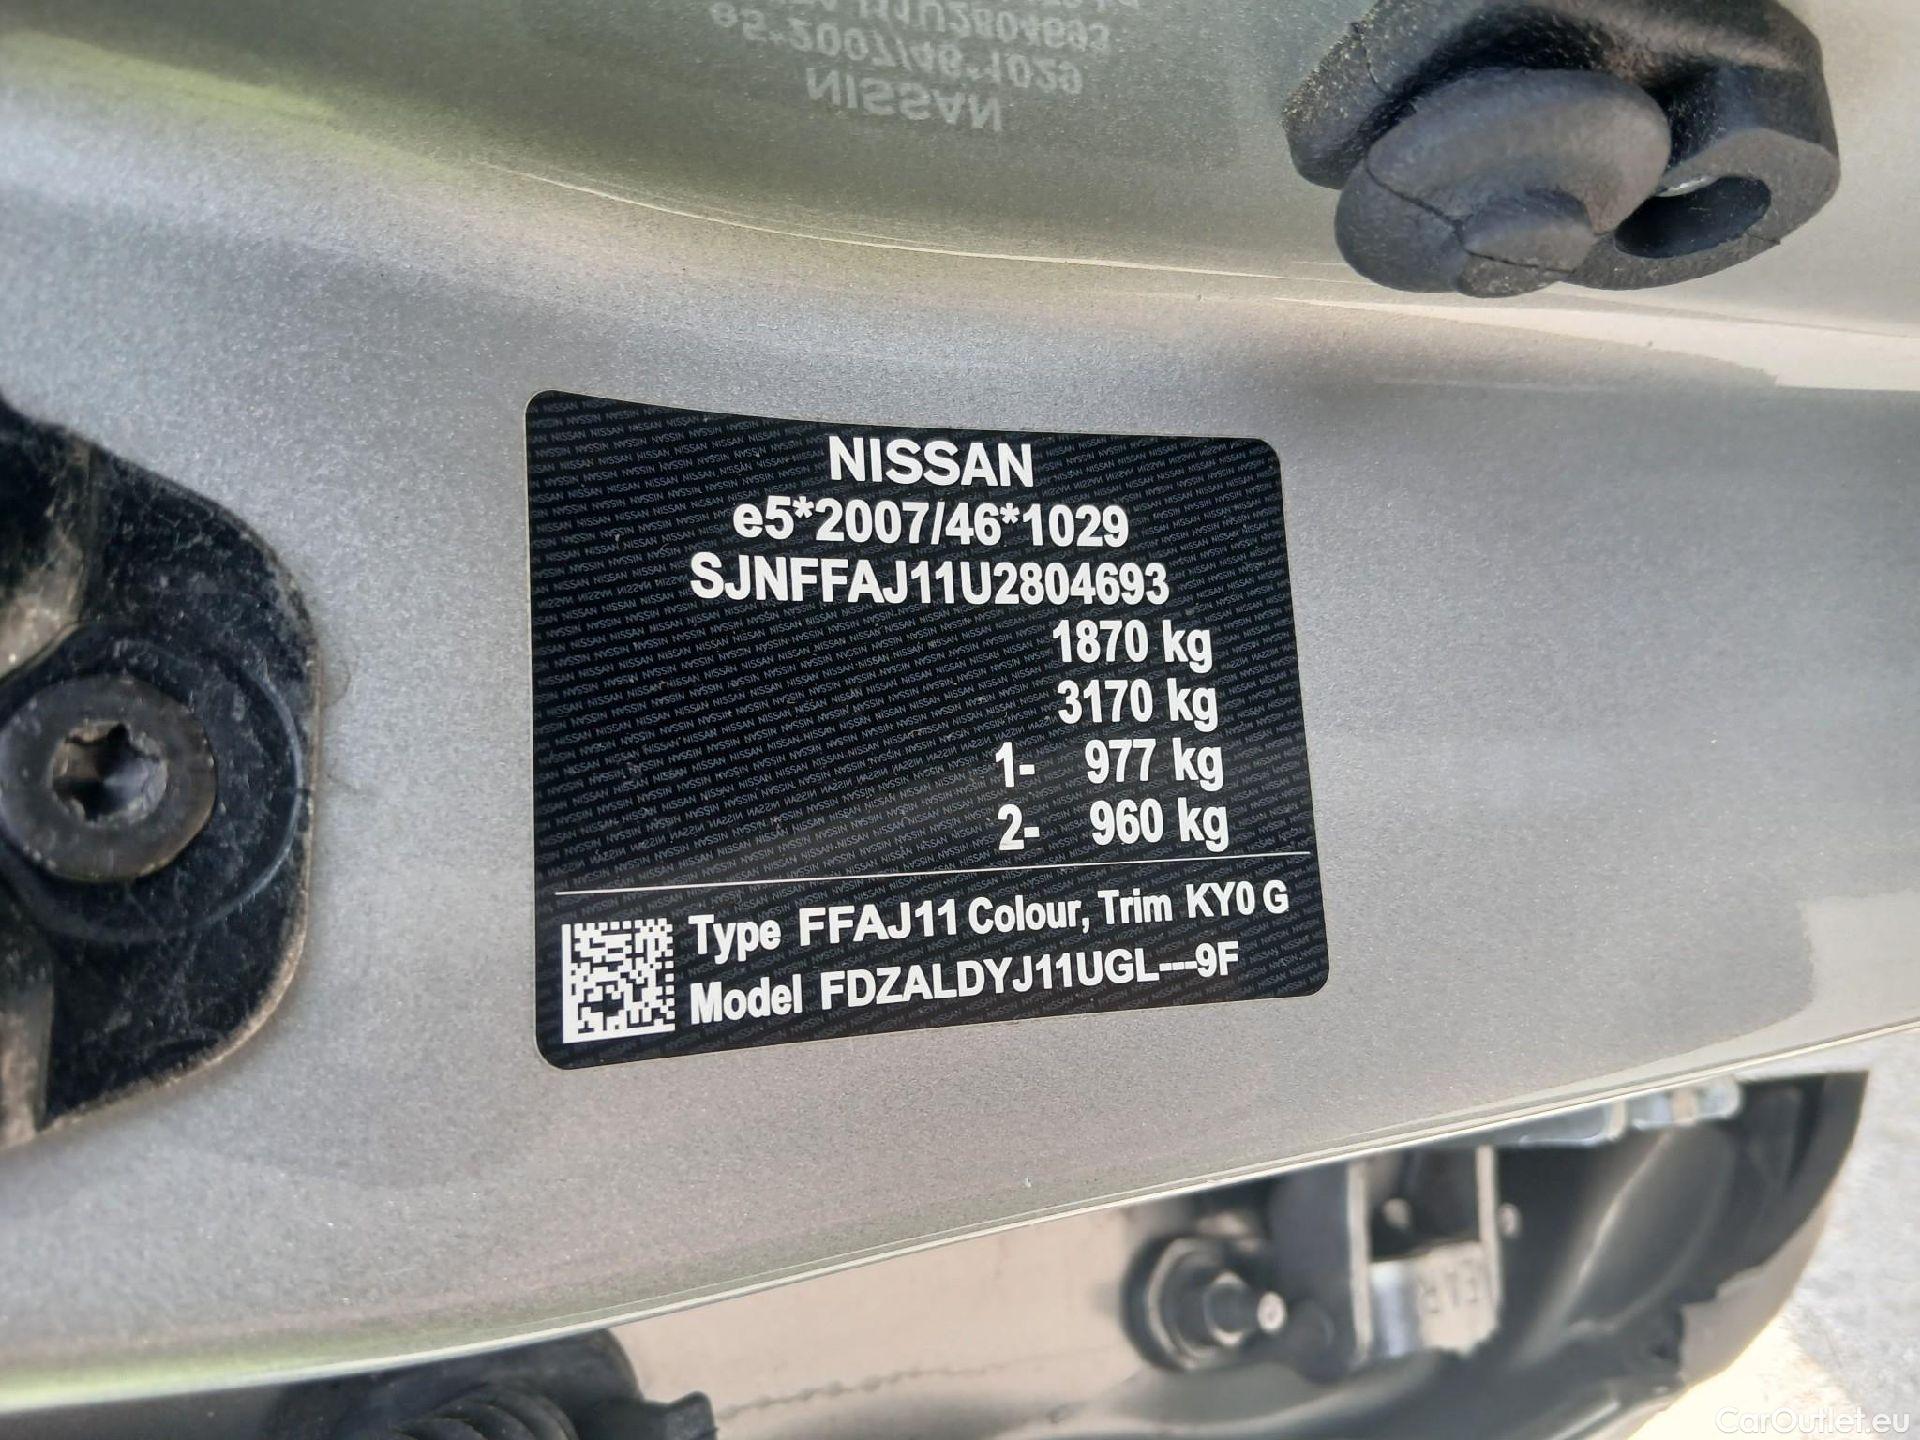 NISSAN
e5*2007/46*1029
SJNFFAJ11U2804693
1870 kg
3170 kg
1- 977 kg
2- 960 kg
Type FFAJ11 Colour, Trim KY0 G
Model FDZALDYJ11UGL---9F
CarOutlet.eu